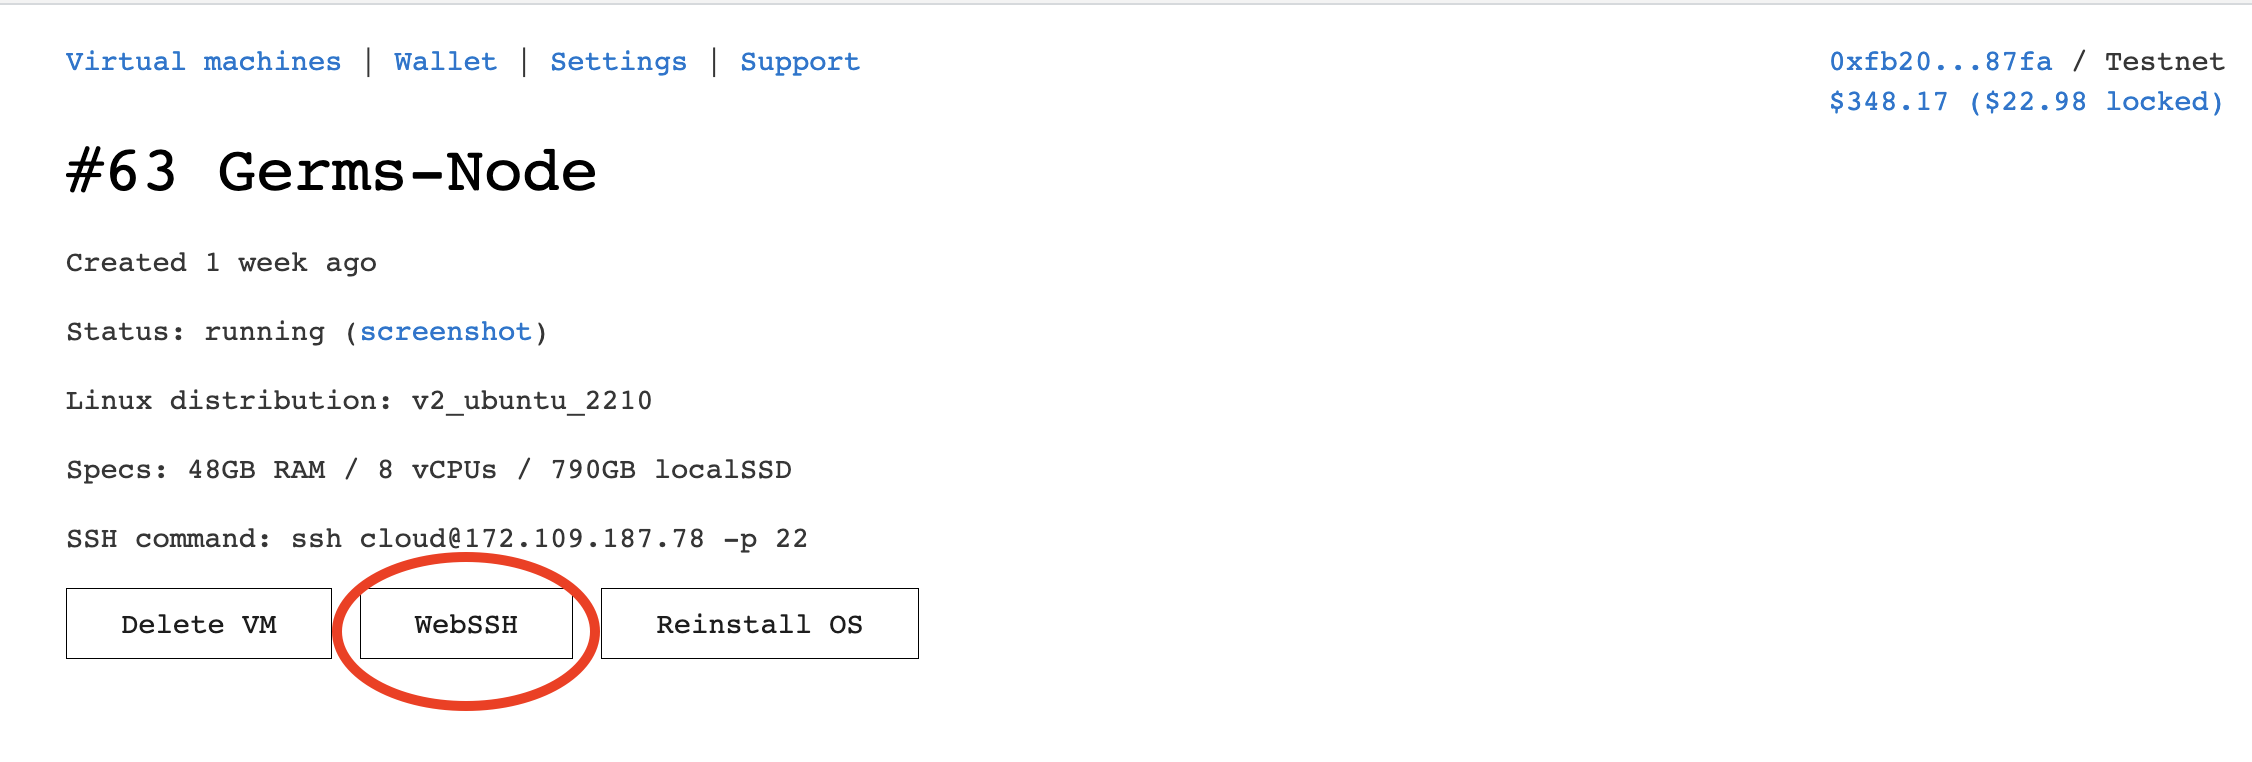 Virtual machines | Wallet | Settings | Support
0xfb20...87fa / Testnet
$348.17 ($22.98 locked)
#63 Germs-Node
Created 1 week ago
Status: running (screenshot)
Linux distribution: v2_ubuntu_2210
Specs: 48GB RAM / 8 vCPUs / 790GB localSSD
SSH command: ssh cloud@172.109.187.78 -p 22
Delete VM
WebSSH
Reinstall OS